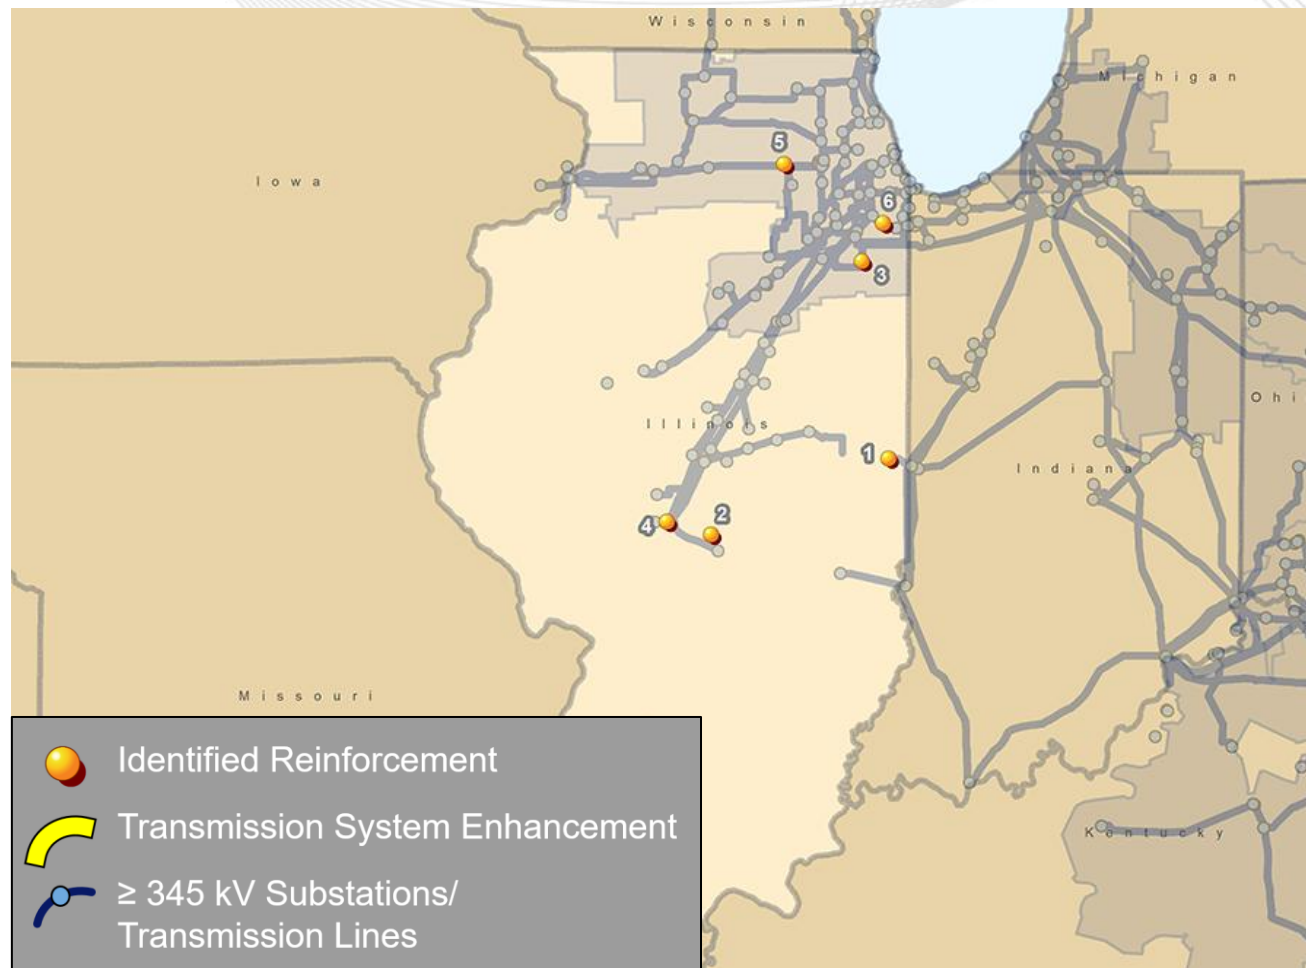 Wisconsin
Michigan
5
Iowa
6
3
Ohi
Illinois
1
Indiana
2
4
Missouri
Kentucky
Identified Reinforcement
Transmission System Enhancement
≥ 345 kV Substations/
Transmission Lines